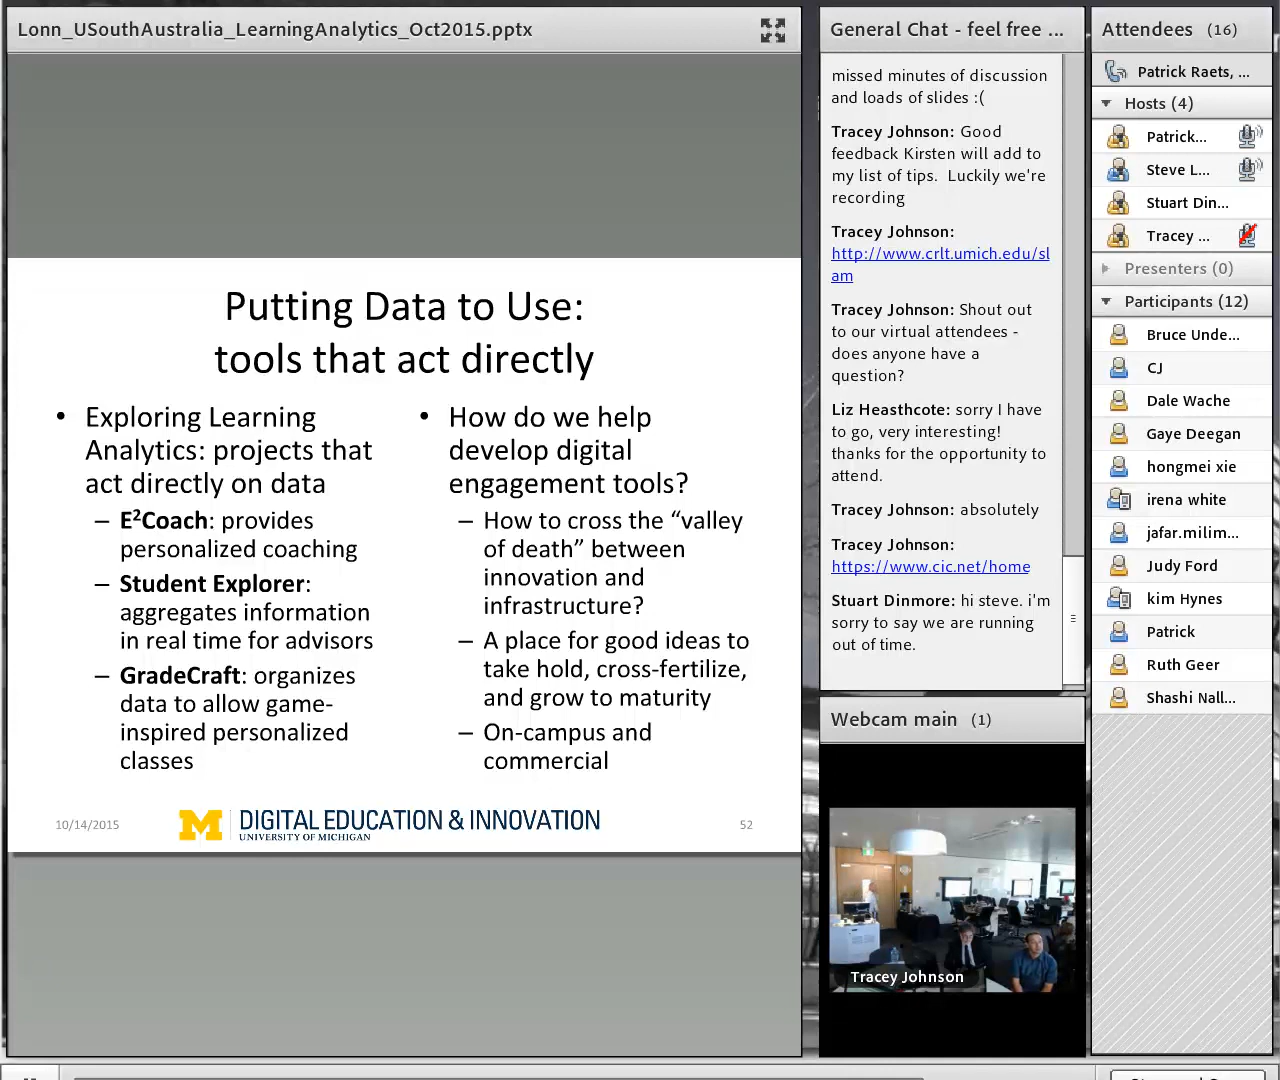 Lonn_USouthAustralia_LearningAnalytics_Oct2015.pptx
Putting Data to Use:
tools that act directly
• Exploring Learning
Analytics: projects that
act directly on data
– E²Coach: provides
personalized coaching
– Student Explorer:
aggregates information
in real time for advisors
– GradeCraft: organizes
data to allow game-
inspired personalized
classes
• How do we help
develop digital
engagement tools?
– How to cross the “valley
of death” between
innovation and
infrastructure?
– A place for good ideas to
take hold, cross-fertilize,
and grow to maturity
– On-campus and
commercial
10/14/2015
M
DIGITAL EDUCATION & INNOVATION
UNIVERSITY OF MICHIGAN
52
General Chat - feel free ...
missed minutes of discussion
and loads of slides :(
Tracey Johnson: Good
feedback Kirsten will add to
my list of tips. Luckily we're
recording
Tracey Johnson:
http://www.crlt.umich.edu/sl
am
Tracey Johnson: Shout out
to our virtual attendees -
does anyone have a
question?
Liz Heasthcote: sorry I have
to go, very interesting!
thanks for the opportunity to
attend.
Tracey Johnson: absolutely
Tracey Johnson:
https://www.cic.net/home
Stuart Dinmore: hi steve. i'm
sorry to say we are running
out of time.
Webcam main (1)
Tracey Johnson
Attendees (16)
Patrick Raets, ...
Hosts (4)
Patrick...
Steve L...
Stuart Din...
Tracey ...
Presenters (0)
Participants (12)
Bruce Unde...
CJ
Dale Wache
Gaye Deegan
hongmei xie
irena white
jafar.milim...
Judy Ford
kim Hynes
Patrick
Ruth Geer
Shashi Nall...